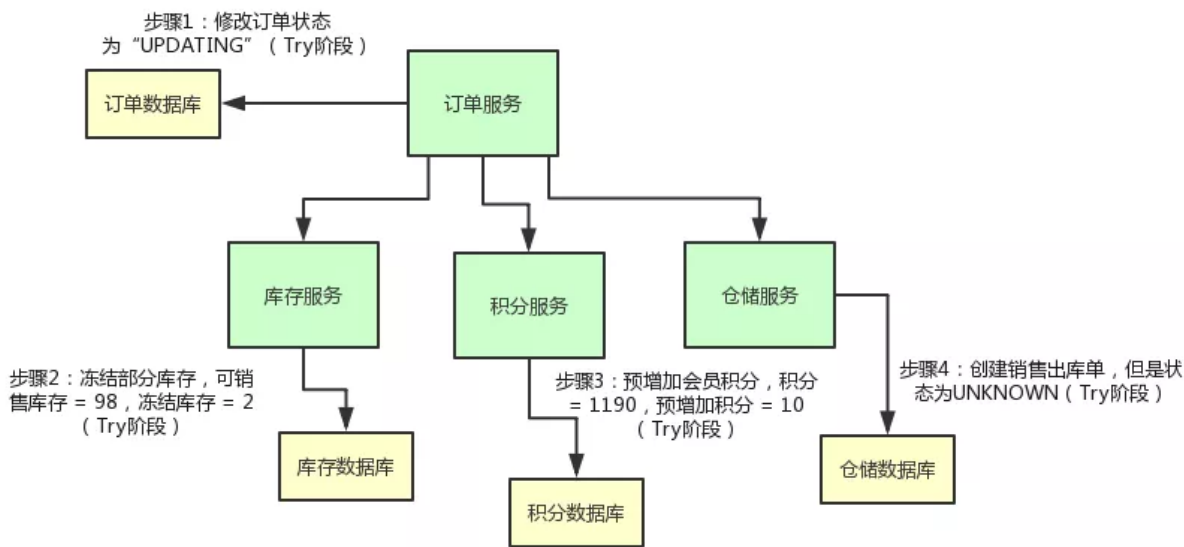 步骤1：修改订单状态
为“UPDATING”（Try阶段）
订单数据库
订单服务
库存服务
积分服务
仓储服务
步骤2：冻结部分库存，可销
售库存 = 98，冻结库存 = 2
（Try阶段）
步骤3：预增加会员积分，积分
= 1190，预增加积分 = 10
（Try阶段）
步骤4：创建销售出库单，但是状
态为UNKNOWN（Try阶段）
库存数据库
积分数据库
仓储数据库